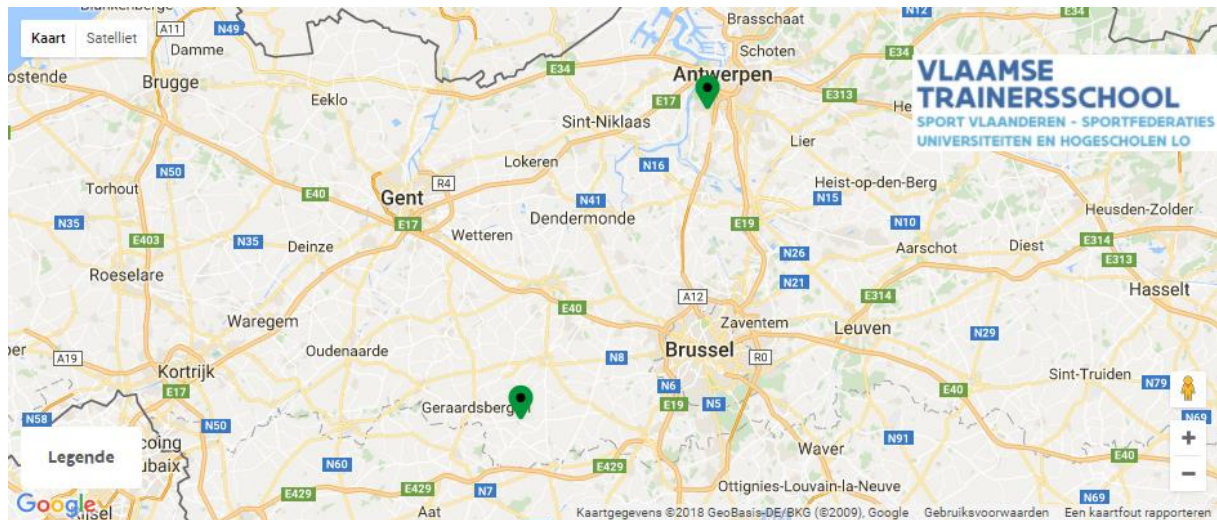 Blankenberge
Kaart
Satelliet
A11
N49
Damme
Brugge
E34
Brasschaat
N12
E34
Schoten
Antwerpen
VLAAMSE
TRAINERSSCHOOL
SPORT VLAANDEREN - SPORTFEDERATIES
UNIVERSITEITEN EN HOGESCHOLEN LO
Eeklo
E17
E313
Sint-Niklaas
Lier
Lokeren
N16
N50
Torhout
E40
Gent
R4
N41
Heist-op-den-Berg
N15
Heusden-Zolder
N35
E403
N35
Deinze
E17
Wetteren
Dendermonde
E19
N10
N26
Aarschot
Diest
E314
E313
Roeselare
N21
A12
E314
Hasselt
Waregem
E40
Zaventem
Leuven
N29
A19
Oudenaarde
N8
Brussel
R0
Kortrijk
E17
N6
Sint-Truiden
N79
E40
Geraardsbergen
E19
N5
N58
N50
N69
Legende
Waver
N91
E40
N60
E429
E429
E429
N7
Ottignies-Louvain-la-Neuve
N69
Google
Aat
Kaartgegevens ©2018 GeoBasis-DE/BKG (©2009), Google
Gebruiksvoorwaarden
Een kaartfout rapporteren